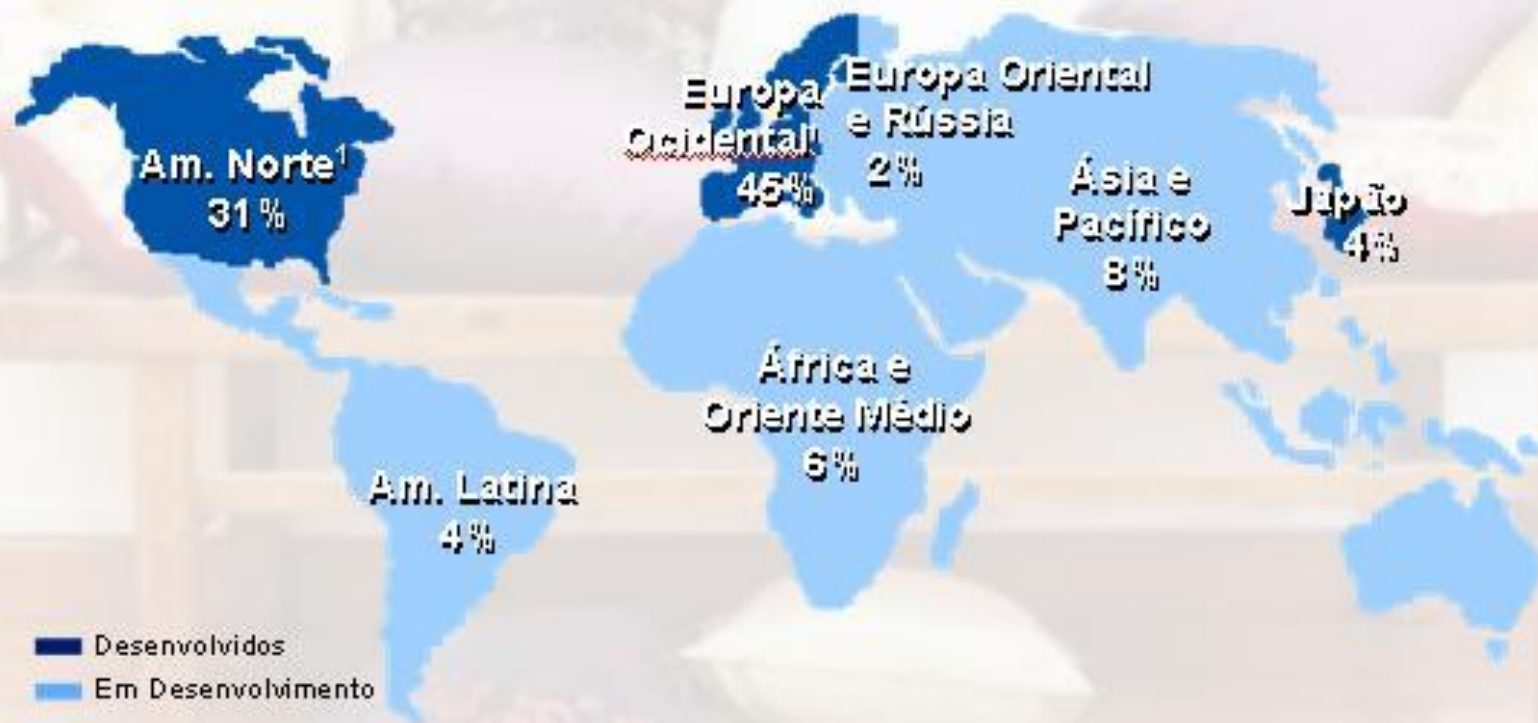 Am. Norte¹
31%
Europa
Ocidental¹
45%
Europa Oriental
e Rússia
2%
Ásia e
Pacífico
8%
Japão
4%
África e
Oriente Médio
6%
Am. Latina
4%
Desenvolvidos
Em Desenvolvimento